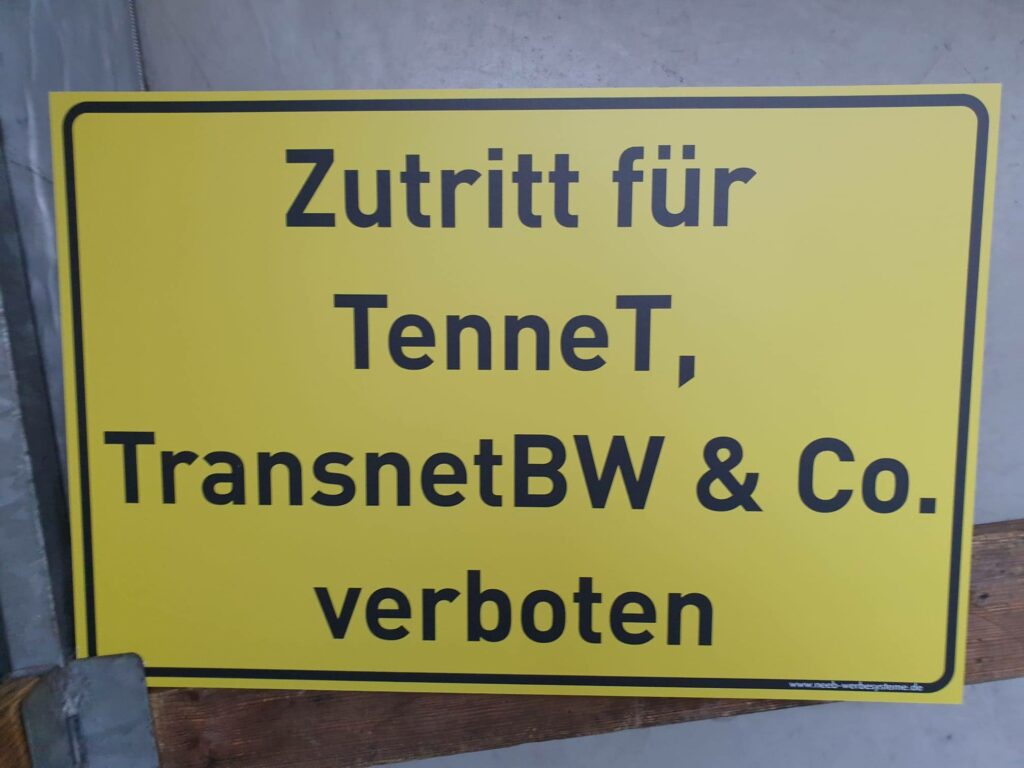 Zutritt für
TenneT,
TransnetBW & Co.
verboten
www.neeb-werbesysteme.de